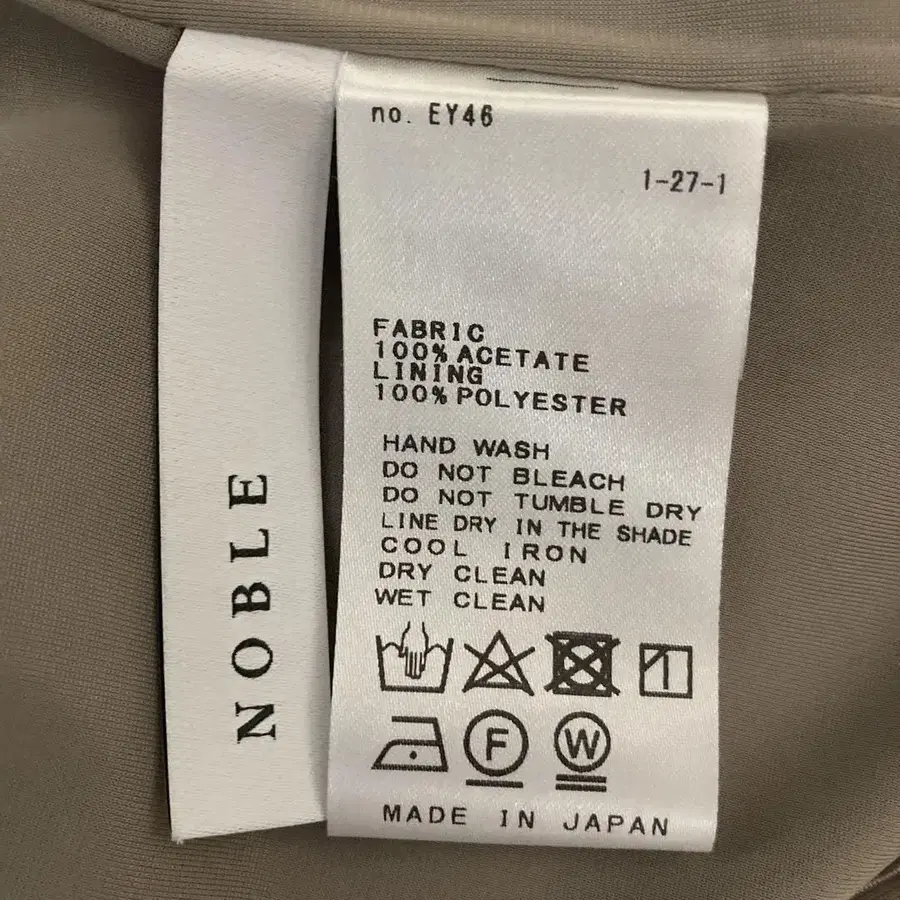 NOBLE
no. EY46
1-27-1
FABRIC
100% ACETATE
LINING
100% POLYESTER
HAND WASH
DO NOT BLEACH
DO NOT TUMBLE DRY
LINE DRY IN THE SHADE
COOL IRON
DRY CLEAN
WET CLEAN
F W
MADE IN JAPAN